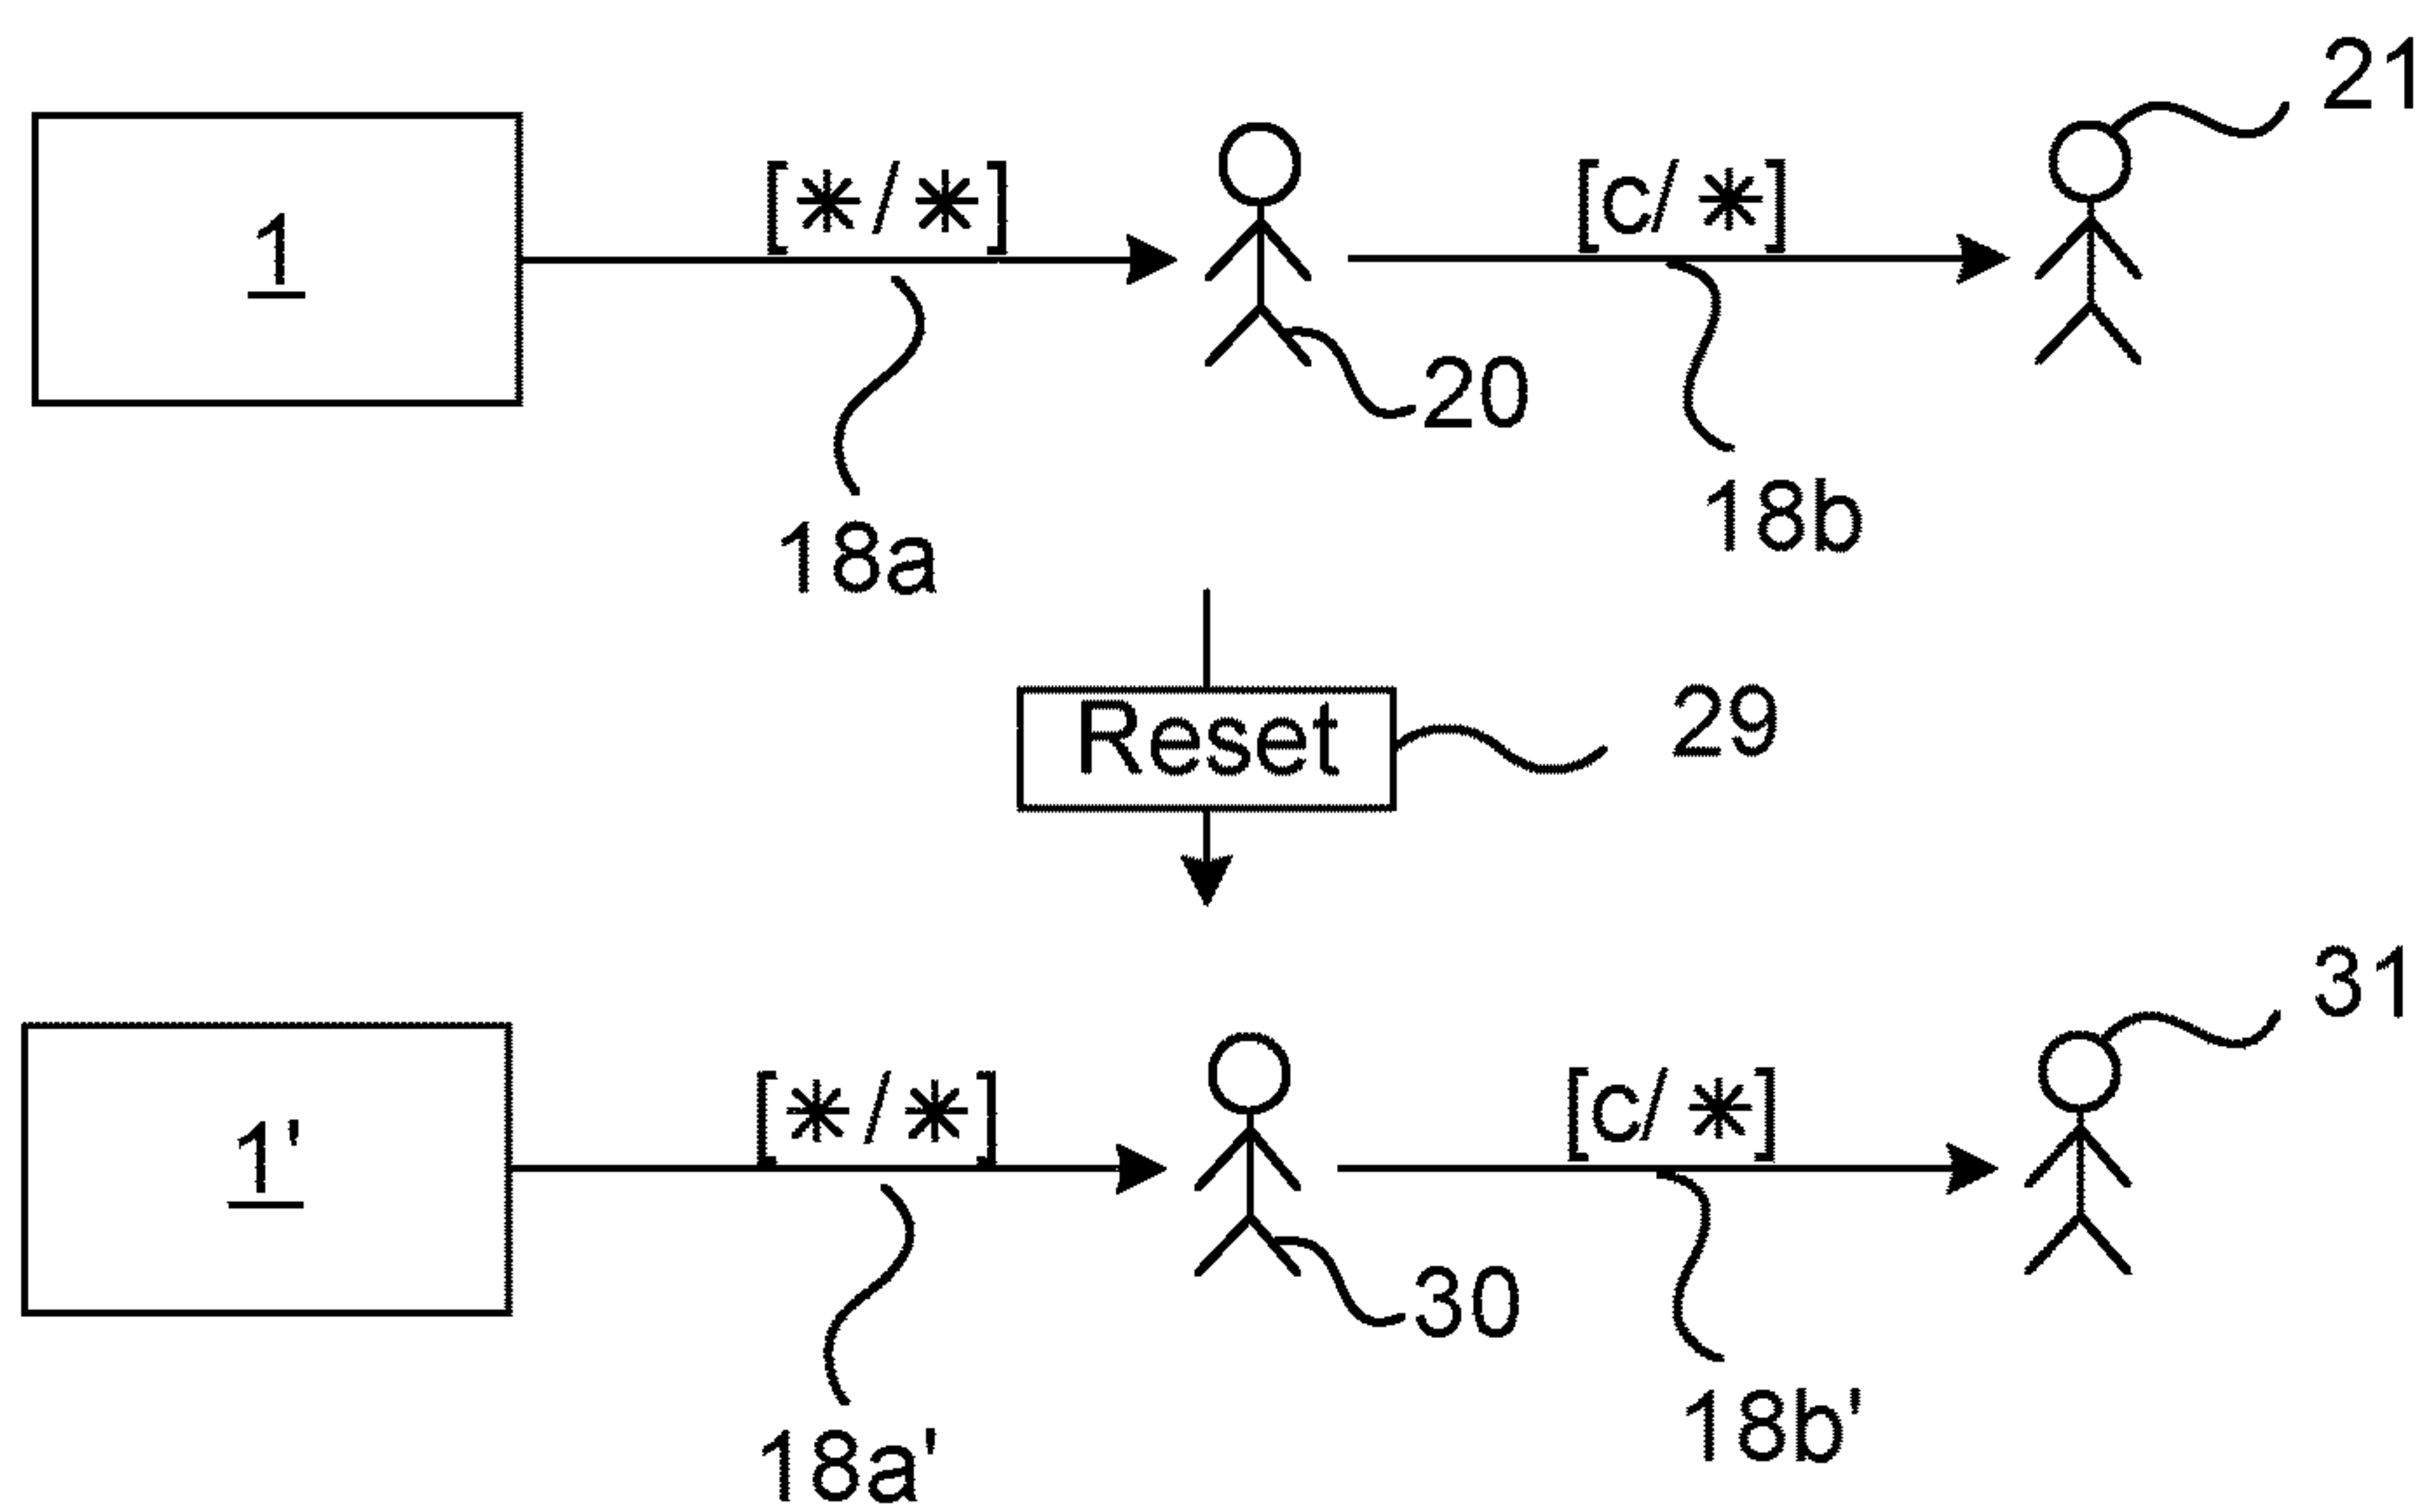 21
[*/*]
[c/*]
1
20
18b
18a
Reset
29
31
[*/*]
[c/*]
1'
30
18b'
18a'